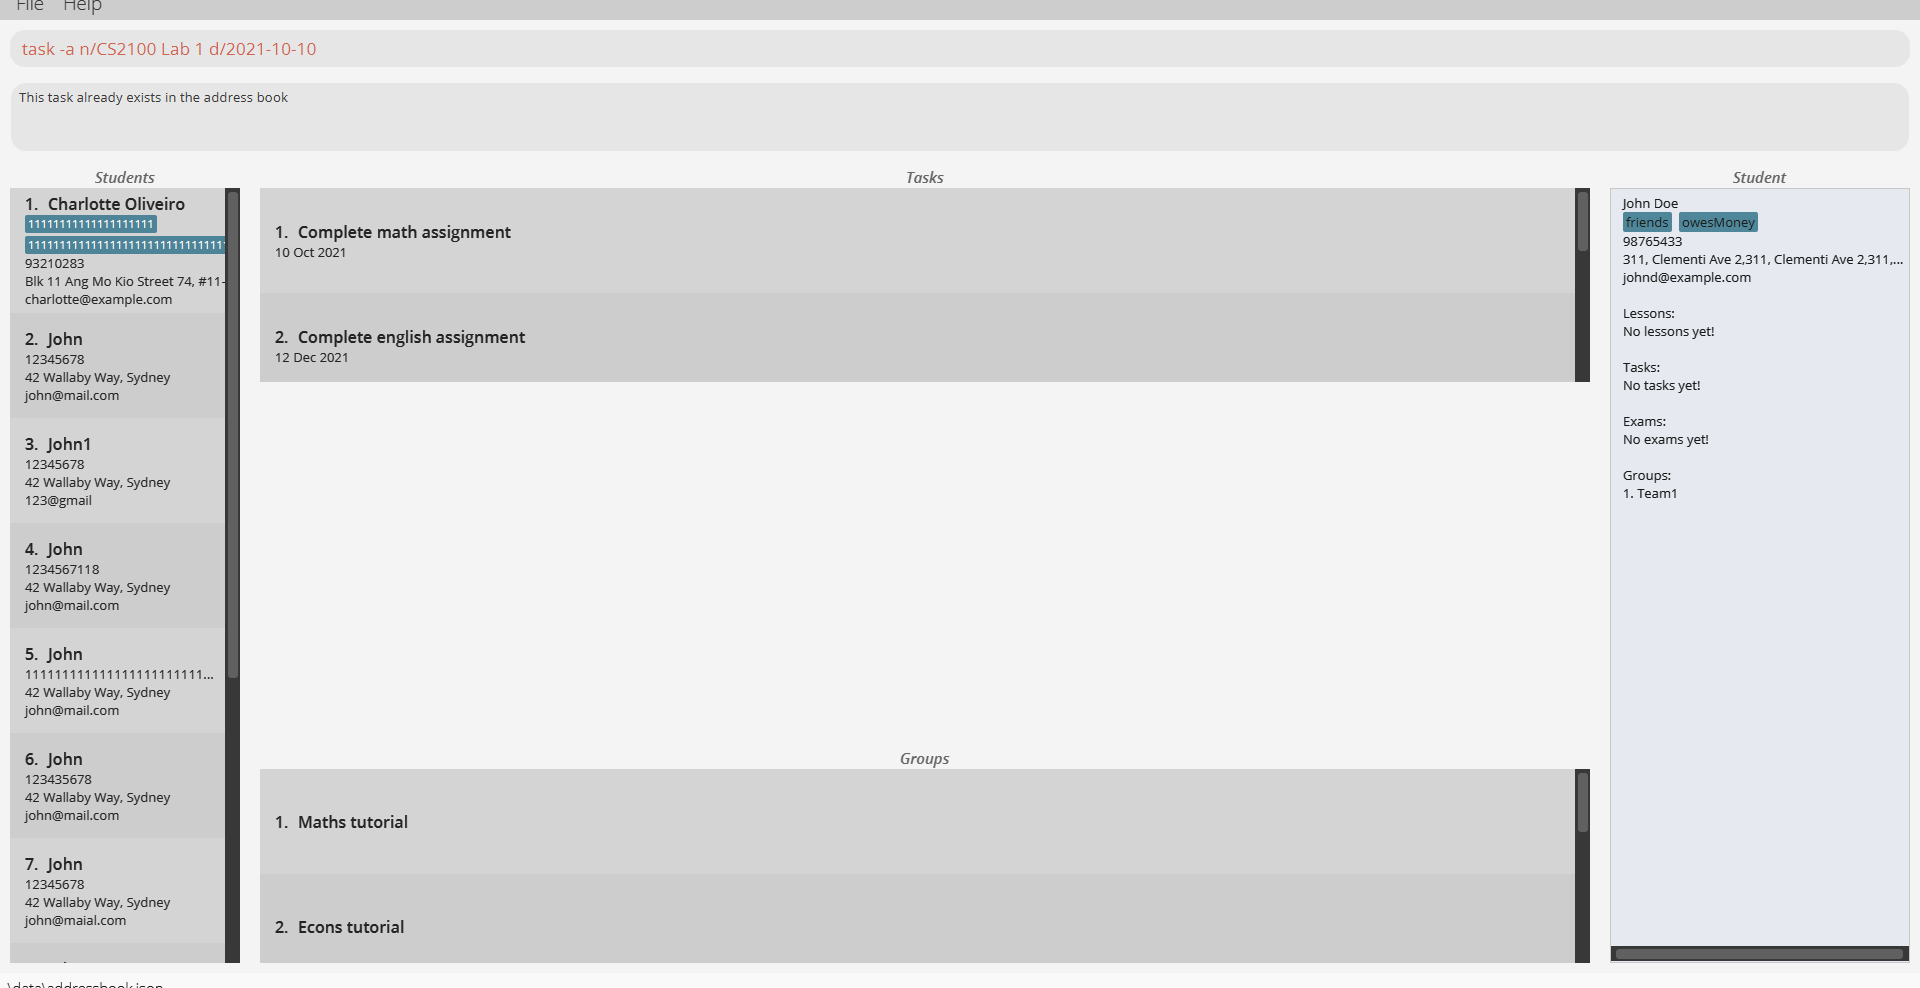 File Help
task -a n/CS2100 Lab 1 d/2021-10-10
This task already exists in the address book
Students
1. Charlotte Oliveiro
93210283
Blk 11 Ang Mo Kio Street 74, #11-
charlotte@example.com
2. John
12345678
42 Wallaby Way, Sydney
john@mail.com
3. John1
12345678
42 Wallaby Way, Sydney
123@gmail
4. John
1234567118
42 Wallaby Way, Sydney
john@mail.com
5. John
42 Wallaby Way, Sydney
john@mail.com
6. John
123435678
42 Wallaby Way, Sydney
john@mail.com
7. John
12345678
42 Wallaby Way, Sydney
john@maial.com
Tasks
1. Complete math assignment
10 Oct 2021
2. Complete english assignment
12 Dec 2021
Groups
1. Maths tutorial
2. Econs tutorial
Student
John Doe
friends owesMoney
98765433
311, Clementi Ave 2,311, Clementi Ave 2,311,...
johnd@example.com
Lessons:
No lessons yet!
Tasks:
No tasks yet!
Exams:
No exams yet!
Groups:
1. Team1
\data\addressbook.json